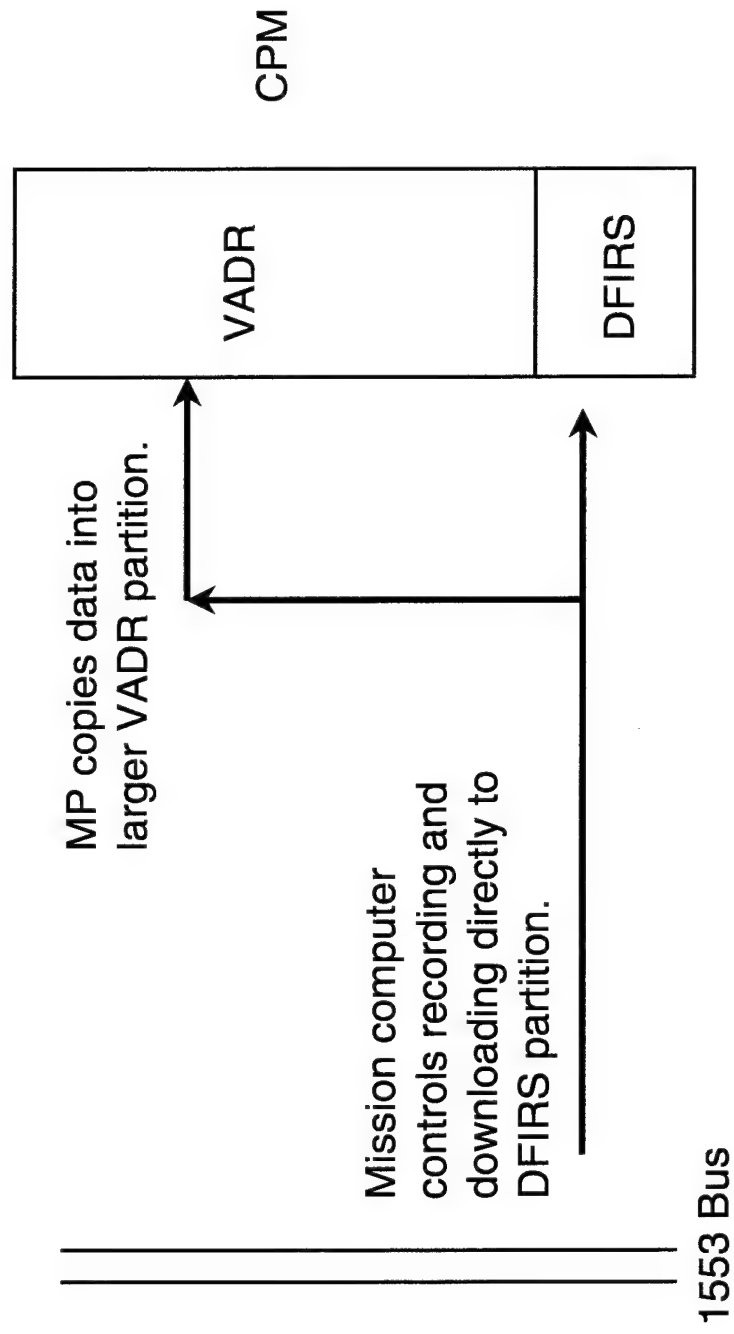 MP copies data into
larger VADR partition.
Mission computer
controls recording and
downloading directly to
DFIRS partition.
1553 Bus
VADR
DFIRS
CPM